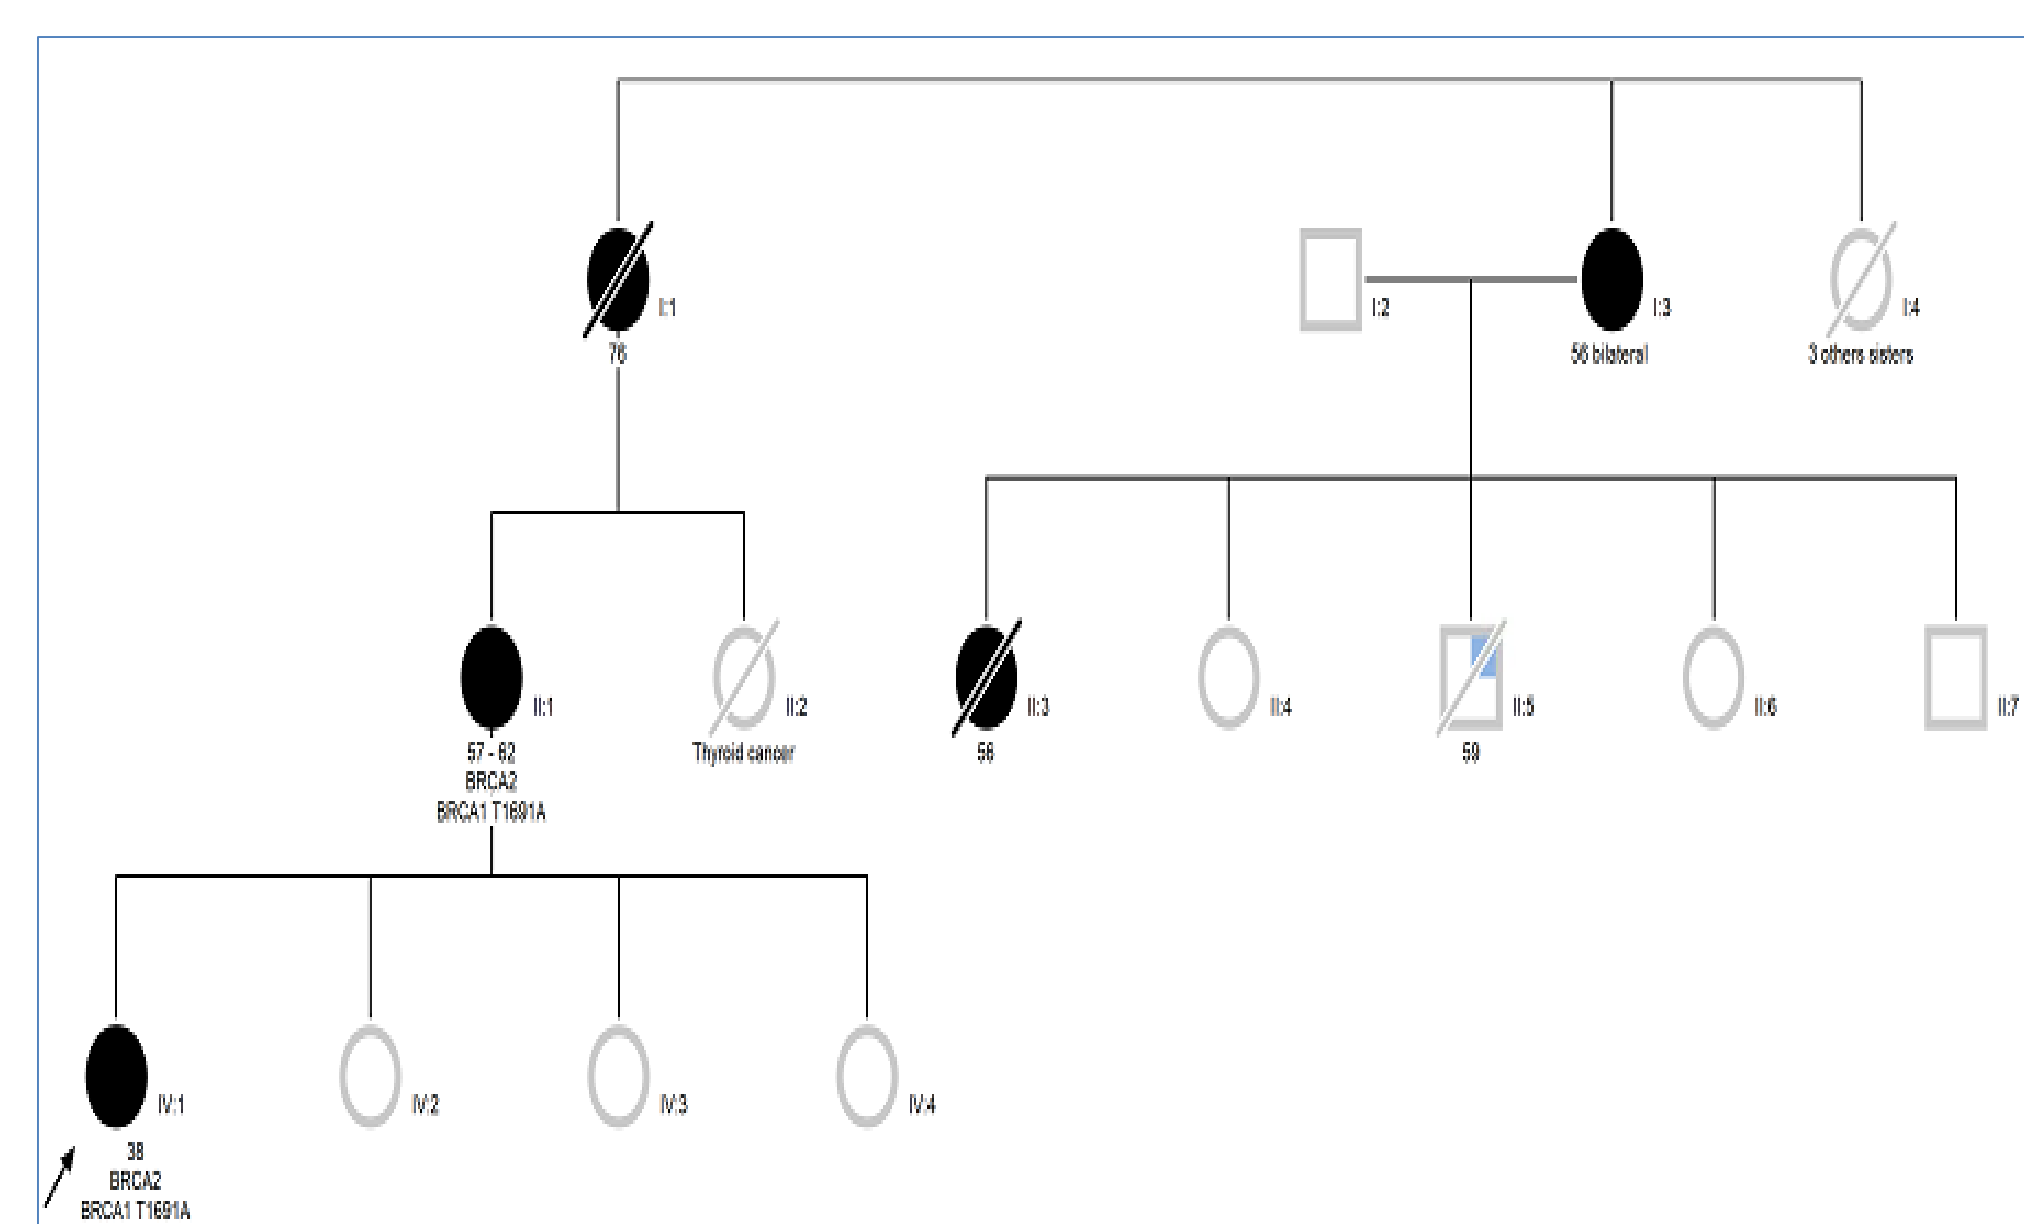 I:1
76
I:2
I:3
56 bilateral
I:4
3 others sisters
II:1
57 - 62
BRCA2
BRCA1 T1691A
II:2
Thyroid cancer
II:3
II:4
II:5
59
II:6
II:7
IV:1
38
BRCA2
BRCA1 T1691A
IV:2
IV:3
IV:4